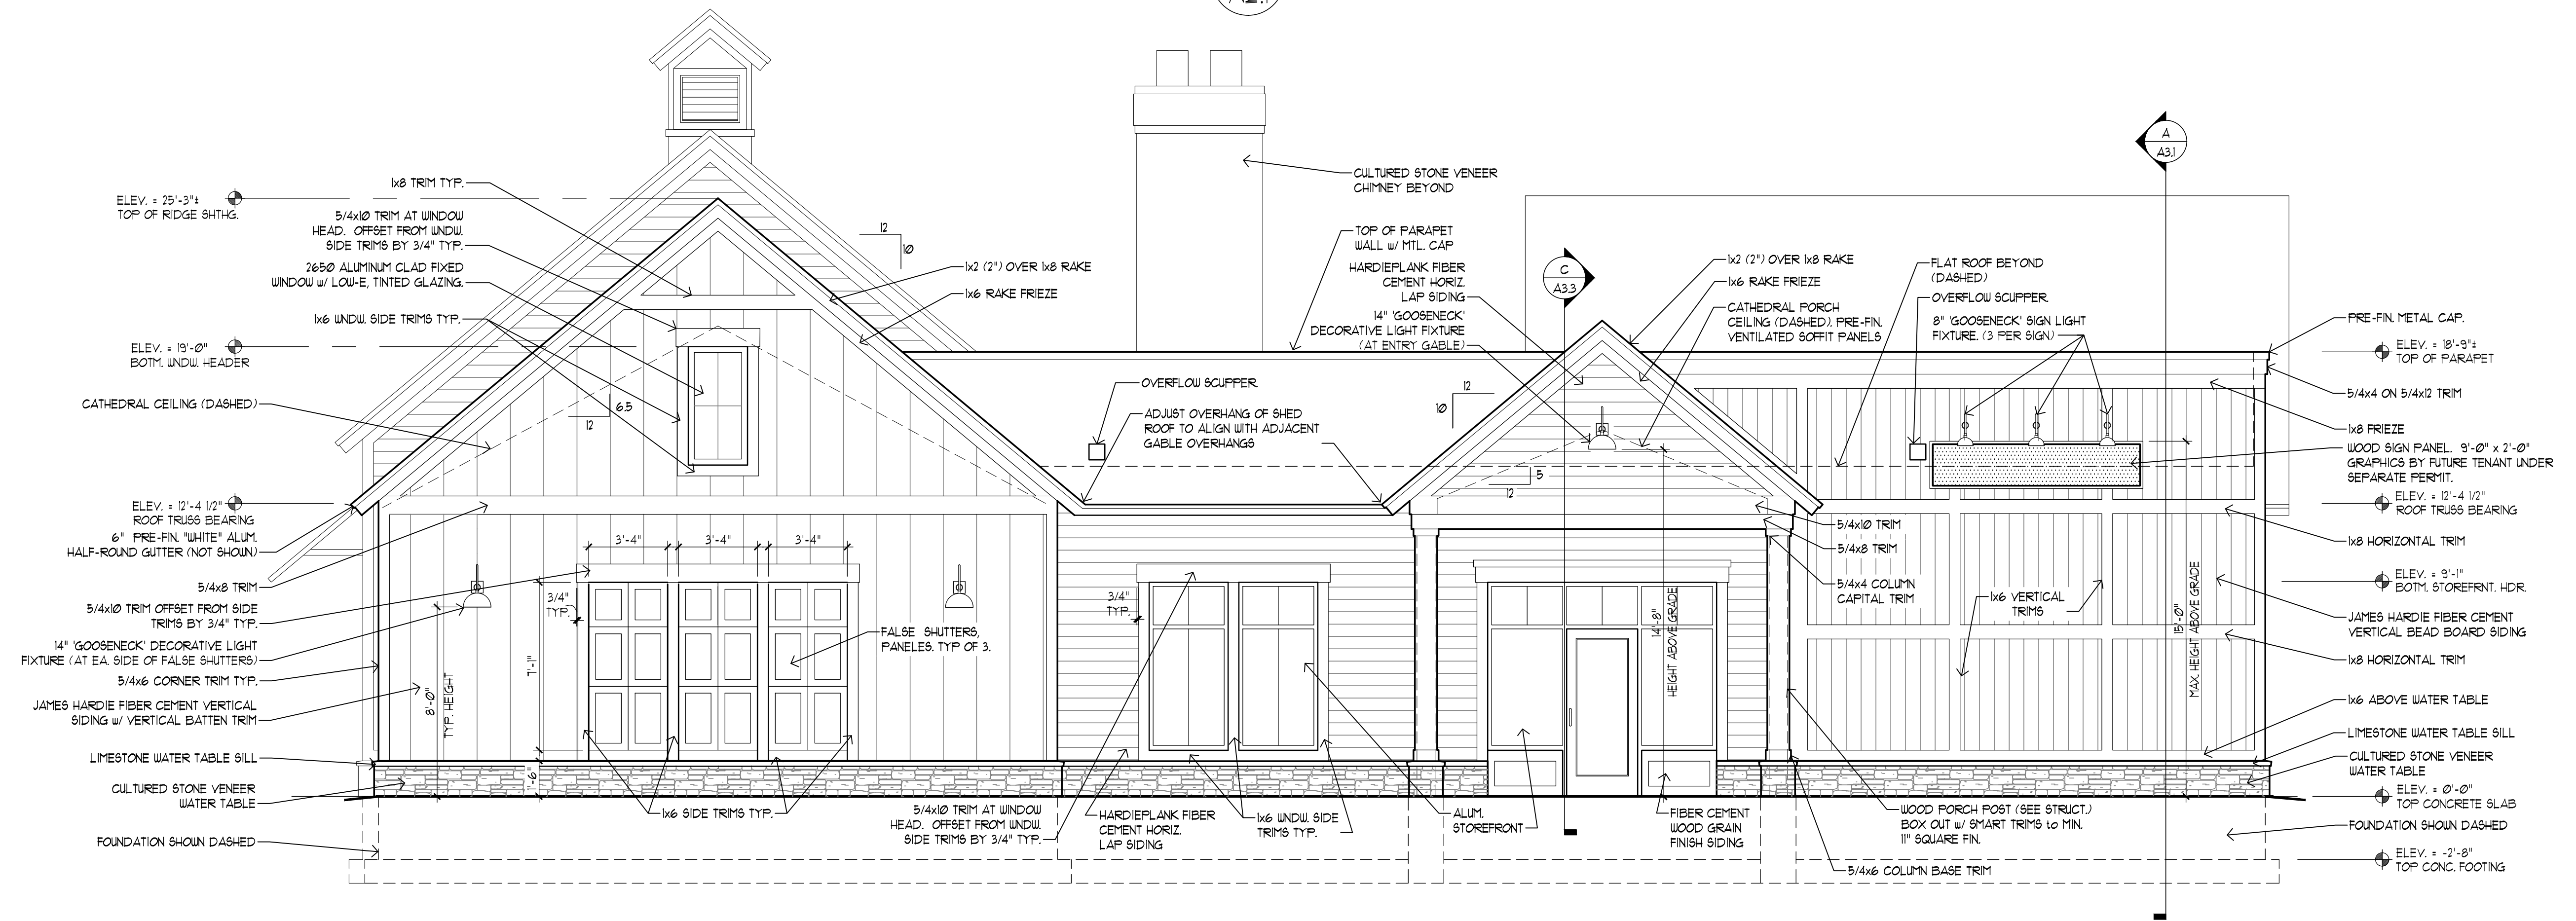 ELEV. = 25'-3"±
TOP OF RIDGE SHTHG.
ELEV. = 19'-0"
BOTM. WNDW. HEADER
CATHEDRAL CEILING (DASHED)
ELEV. = 12'-4 1/2"
ROOF TRUSS BEARING
6" PRE-FIN. "WHITE" ALUM.
HALF-ROUND GUTTER (NOT SHOWN)
5/4x8 TRIM
5/4x10 TRIM OFFSET FROM SIDE
TRIMS BY 3/4" TYP.
14" 'GOOSENECK' DECORATIVE LIGHT
FIXTURE (AT EA. SIDE OF FALSE SHUTTERS)
5/4x6 CORNER TRIM TYP.
JAMES HARDIE FIBER CEMENT VERTICAL
SIDING w/ VERTICAL BATTEN TRIM
LIMESTONE WATER TABLE SILL
CULTURED STONE VENEER
WATER TABLE
FOUNDATION SHOWN DASHED
1x8 TRIM TYP.
5/4x10 TRIM AT WINDOW
HEAD. OFFSET FROM WNDW.
SIDE TRIMS BY 3/4" TYP.
2650 ALUMINUM CLAD FIXED
WINDOW w/ LOW-E, TINTED GLAZING.
1x6 WNDW. SIDE TRIMS TYP.
12
10
1x2 (2") OVER 1x8 RAKE
1x6 RAKE FRIEZE
6.5
12
3'-4"
3'-4"
3'-4"
3/4"
TYP.
7'-1"
1'-6"
8'-0"
TYP. HEIGHT
FALSE SHUTTERS,
PANELES. TYP OF 3.
1x6 SIDE TRIMS TYP.
5/4x10 TRIM AT WINDOW
HEAD. OFFSET FROM WNDW.
SIDE TRIMS BY 3/4" TYP.
CULTURED STONE VENEER
CHIMNEY BEYOND
TOP OF PARAPET
WALL w/ MTL. CAP
HARDIEPLANK FIBER
CEMENT HORIZ.
LAP SIDING
14" 'GOOSENECK'
DECORATIVE LIGHT FIXTURE
(AT ENTRY GABLE)
OVERFLOW SCUPPER
ADJUST OVERHANG OF SHED
ROOF TO ALIGN WITH ADJACENT
GABLE OVERHANGS
12
10
3/4"
TYP.
HARDIEPLANK FIBER
CEMENT HORIZ.
LAP SIDING
1x6 WNDW. SIDE
TRIMS TYP.
ALUM.
STOREFRONT
C
A3.3
5
12
14'-8"
HEIGHT ABOVE GRADE
FIBER CEMENT
WOOD GRAIN
FINISH SIDING
1x2 (2") OVER 1x8 RAKE
1x6 RAKE FRIEZE
CATHEDRAL PORCH
CEILING (DASHED). PRE-FIN.
VENTILATED SOFFIT PANELS
FLAT ROOF BEYOND
(DASHED)
OVERFLOW SCUPPER
8" 'GOOSENECK' SIGN LIGHT
FIXTURE. (3 PER SIGN)
A
A3.1
5/4x10 TRIM
5/4x8 TRIM
5/4x4 COLUMN
CAPITAL TRIM
1x6 VERTICAL
TRIMS
15'-0"
MAX. HEIGHT ABOVE GRADE
WOOD PORCH POST (SEE STRUCT.)
BOX OUT w/ SMART TRIMS to MIN.
11" SQUARE FIN.
5/4x6 COLUMN BASE TRIM
PRE-FIN. METAL CAP.
ELEV. = 18'-9"±
TOP OF PARAPET
5/4x4 ON 5/4x12 TRIM
1x8 FRIEZE
WOOD SIGN PANEL. 9'-0" x 2'-0"
GRAPHICS BY FUTURE TENANT UNDER
SEPARATE PERMIT.
ELEV. = 12'-4 1/2"
ROOF TRUSS BEARING
1x8 HORIZONTAL TRIM
ELEV. = 9'-1"
BOTM. STOREFRNT. HDR.
JAMES HARDIE FIBER CEMENT
VERTICAL BEAD BOARD SIDING
1x8 HORIZONTAL TRIM
1x6 ABOVE WATER TABLE
LIMESTONE WATER TABLE SILL
CULTURED STONE VENEER
WATER TABLE
ELEV. = 0'-0"
TOP CONCRETE SLAB
FOUNDATION SHOWN DASHED
ELEV. = -2'-8"
TOP CONC. FOOTING